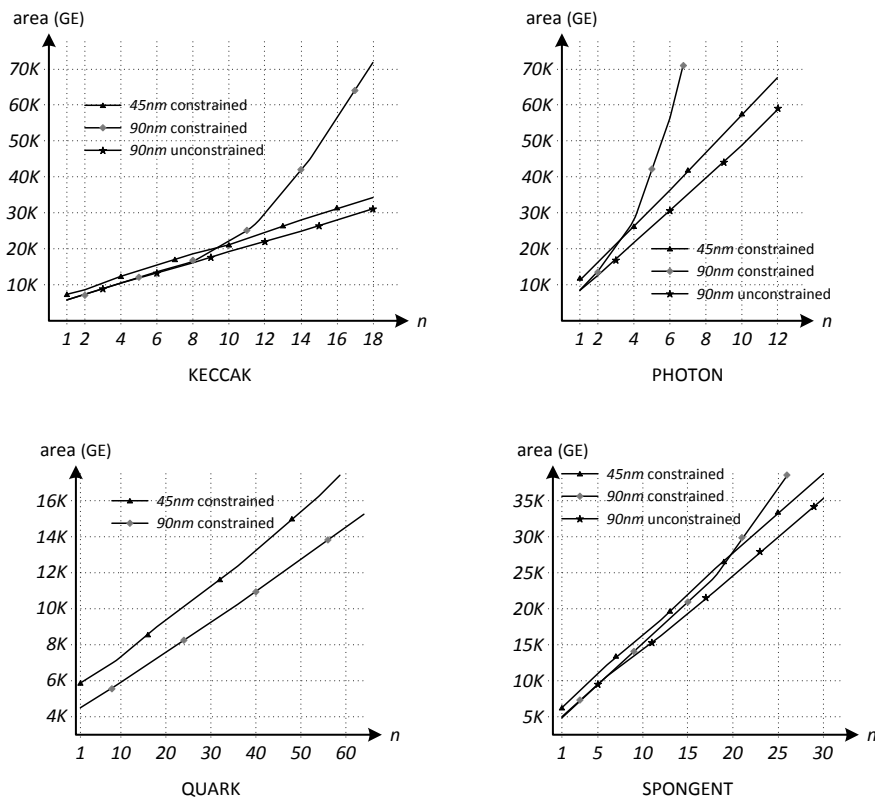 area (GE)
70K
60K
50K
40K
30K
20K
10K
45nm constrained
90nm constrained
90nm unconstrained
n
1 2 4 6 8 10 12 14 16 18
KECCAK
area (GE)
70K
60K
50K
40K
30K
20K
10K
45nm constrained
90nm constrained
90nm unconstrained
n
1 2 4 6 8 10 12
PHOTON
area (GE)
16K
14K
12K
10K
8K
6K
4K
45nm constrained
90nm constrained
n
1 10 20 30 40 50 60
QUARK
area (GE)
35K
30K
25K
20K
15K
10K
5K
45nm constrained
90nm constrained
90nm unconstrained
n
1 5 10 15 20 25 30
SPONGENT